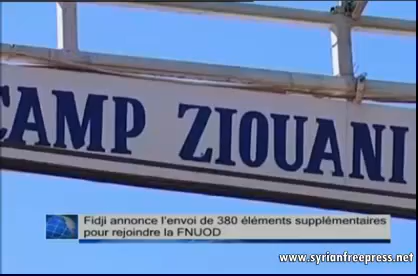 CAMP ZIOUANI
Fidji annonce l'envoi de 380 éléments supplémentaires
pour rejoindre la FNUOD
www.syrianfreepress.net